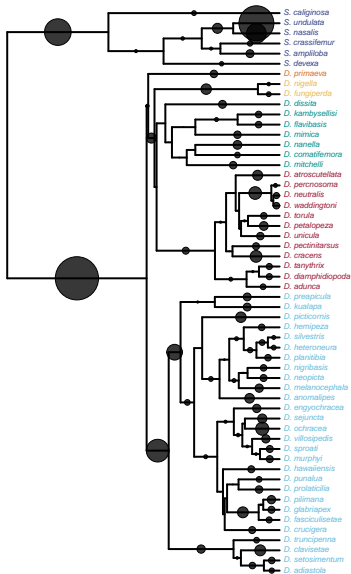 S. caliginosa
S. undulata
S. nasalis
S. crassifemur
S. ampliloba
S. devexa
D. primaeva
D. nigella
D. fungiperda
D. dissita
D. kambysellisi
D. flavibasis
D. mimica
D. nanella
D. comatifemora
D. mitchelli
D. atroscutellata
D. percnosoma
D. neutralis
D. waddingtoni
D. torula
D. petalopeza
D. unicula
D. pectinitarsus
D. cracens
D. tanythrix
D. diamphidiopoda
D. adunca
D. preapicula
D. kualapa
D. picticornis
D. hemipeza
D. silvestris
D. heteroneura
D. planitibia
D. nigribasis
D. neopicta
D. melanocephala
D. anomalipes
D. engyochracea
D. sejuncta
D. ochracea
D. villosipedis
D. sproati
D. murphyi
D. hawaiiensis
D. punalua
D. prolaticilia
D. pilimana
D. glabriapex
D. fasciculisetae
D. crucigera
D. truncipenna
D. clavisetae
D. setosimentum
D. adiastola